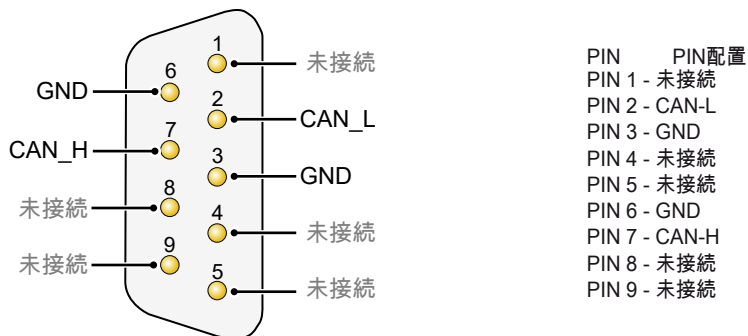 1
未接続
6
GND
2
CAN_L
7
CAN_H
3
GND
8
未接続
4
未接続
9
未接続
5
未接続
PIN PIN配置
PIN 1 - 未接続
PIN 2 - CAN-L
PIN 3 - GND
PIN 4 - 未接続
PIN 5 - 未接続
PIN 6 - GND
PIN 7 - CAN-H
PIN 8 - 未接続
PIN 9 - 未接続